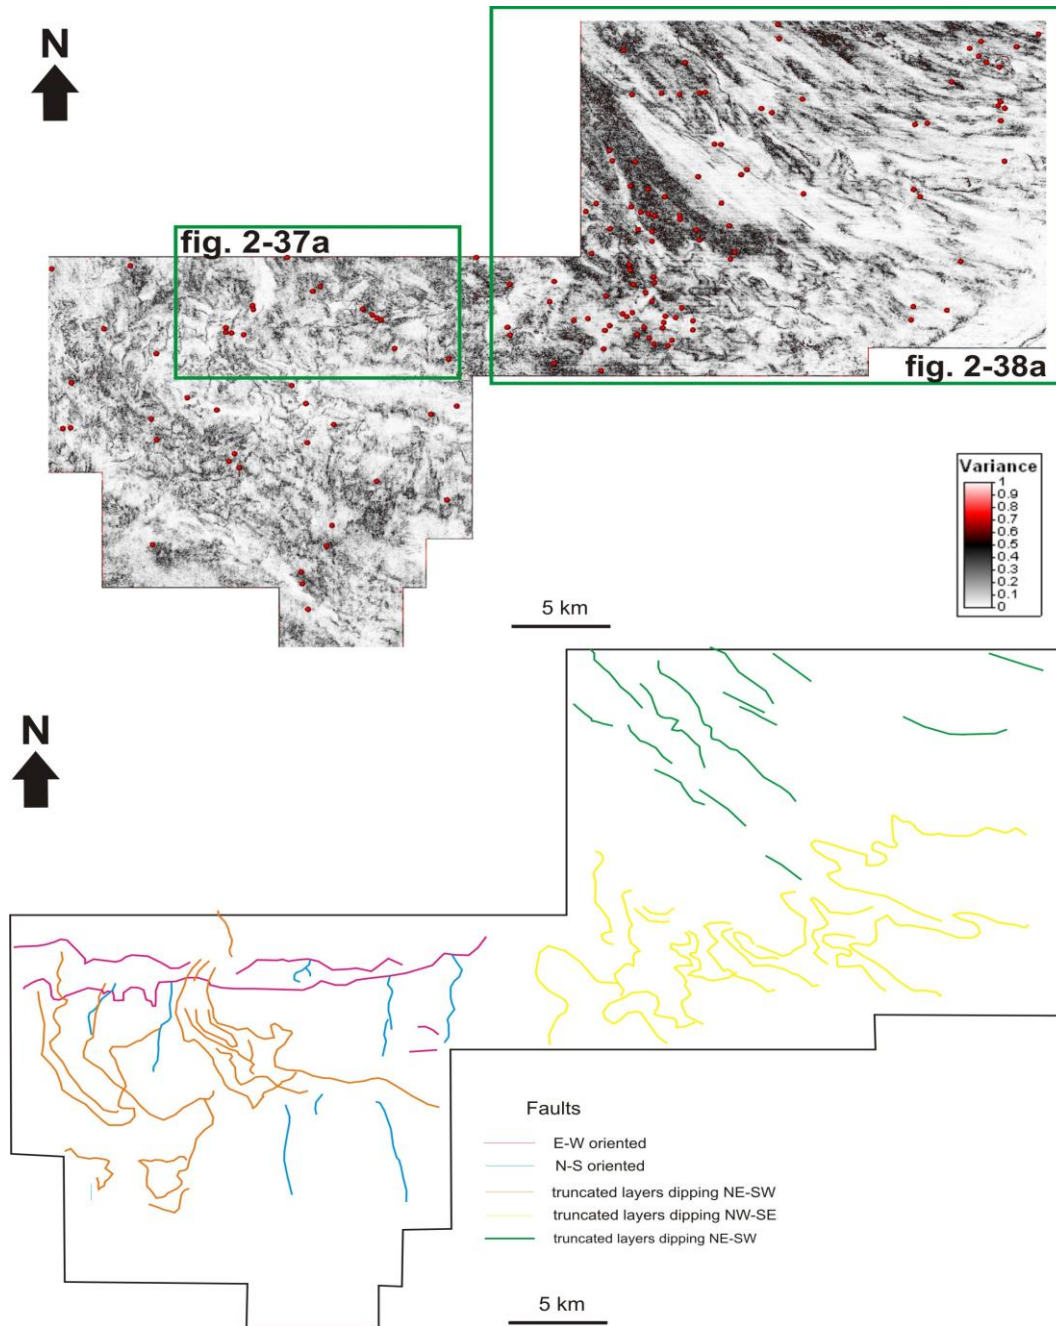 N
fig. 2-37a
fig. 2-38a
Variance
1
0.9
0.8
0.7
0.6
0.5
0.4
0.3
0.2
0.1
0
5 km
N
Faults
E-W oriented
N-S oriented
truncated layers dipping NE-SW
truncated layers dipping NW-SE
truncated layers dipping NE-SW
5 km